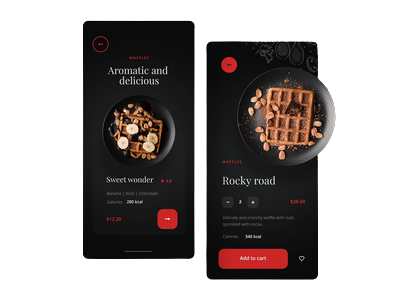 WAFFLES
Aromatic and
delicious
Sweet wonder ★ 4,8
Banana | Nuts | Chocolate
Calories 280 kcal
$12.30
WAFFLES
Rocky road
− 3 + $28.60
Delicate and crunchy waffle with nuts
sprinkled with cocoa.
Calories 340 kcal
Add to cart